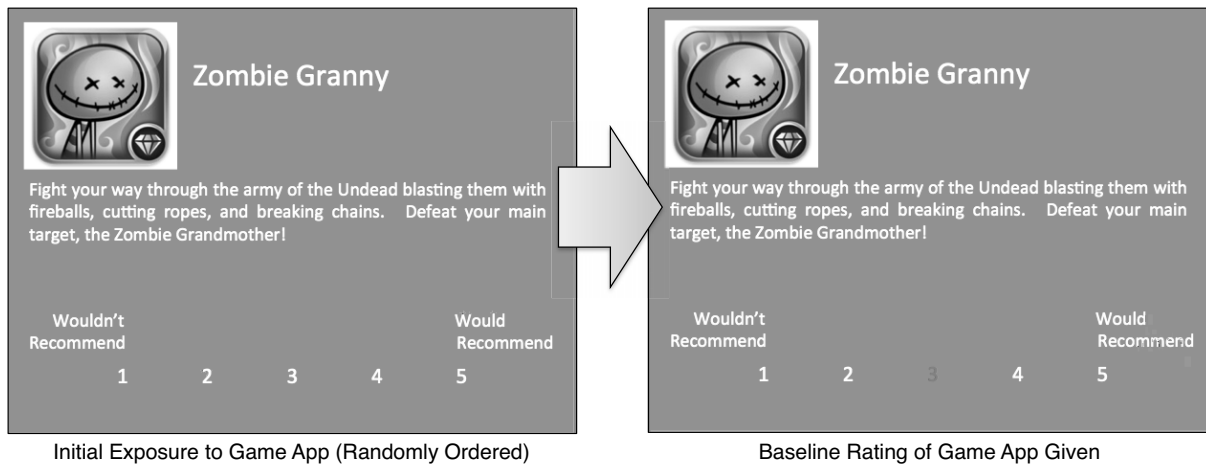 Zombie Granny
Fight your way through the army of the Undead blasting them with
fireballs, cutting ropes, and breaking chains. Defeat your main
target, the Zombie Grandmother!
Wouldn't
Recommend
Would
Recommend
1 2 3 4 5
Initial Exposure to Game App (Randomly Ordered)
Zombie Granny
Fight your way through the army of the Undead blasting them with
fireballs, cutting ropes, and breaking chains. Defeat your main
target, the Zombie Grandmother!
Wouldn't
Recommend
Would
Recommend
1 2 3 4 5
Baseline Rating of Game App Given